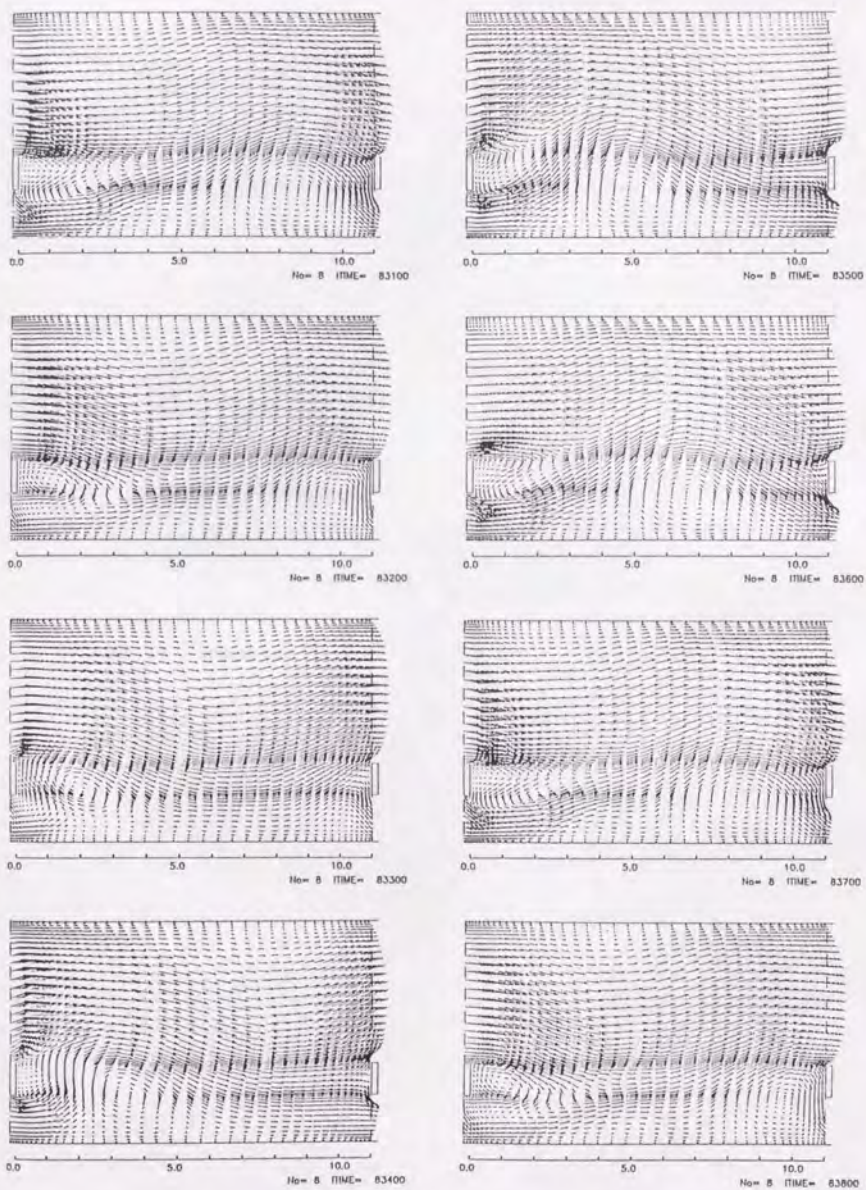 0.0 5.0 10.0
No= 8 ITIME= 83100
0.0 5.0 10.0
No= 8 ITIME= 83200
0.0 5.0 10.0
No= 8 ITIME= 83300
0.0 5.0 10.0
No= 8 ITIME= 83400
0.0 5.0 10.0
No= 8 ITIME= 83500
0.0 5.0 10.0
No= 8 ITIME= 83600
0.0 5.0 10.0
No= 8 ITIME= 83700
0.0 5.0 10.0
No= 8 ITIME= 83800